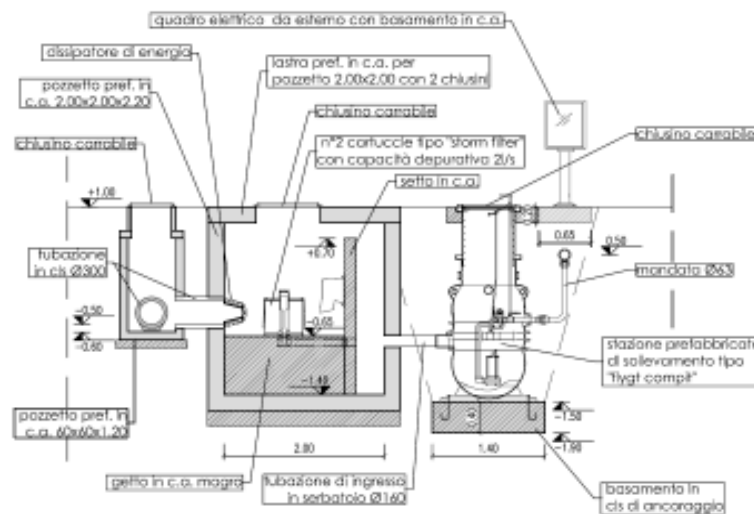 quadro elettrico da esterno con basamento in c.a.
dissipatore di energia
lastra pref. in c.a. per
pozzetto 2.00x2.00 con 2 chiusini
pozzetto pref. in
c.a. 2.00x2.00x2.20
chiusino carrabile
chiusino carrabile
chiusino carrabile
n°2 cartuccie tipo "storm filter"
con capacità depurativa 2l/s
setto in c.a.
+1.00
+0.70
0.65
0.50
tubazione
in cls Ø300
mandata Ø63
-0.50
-0.60
-0.65
stazione prefabbricata
di sollevamento tipo
"flygt compit"
-1.40
-1.50
-1.90
pozzetto pref. in
c.a. 60x60x1.20
2.00
1.40
getto in c.a. magro
tubazione di ingresso
in serbatoio Ø160
basamento in
cls di ancoraggio